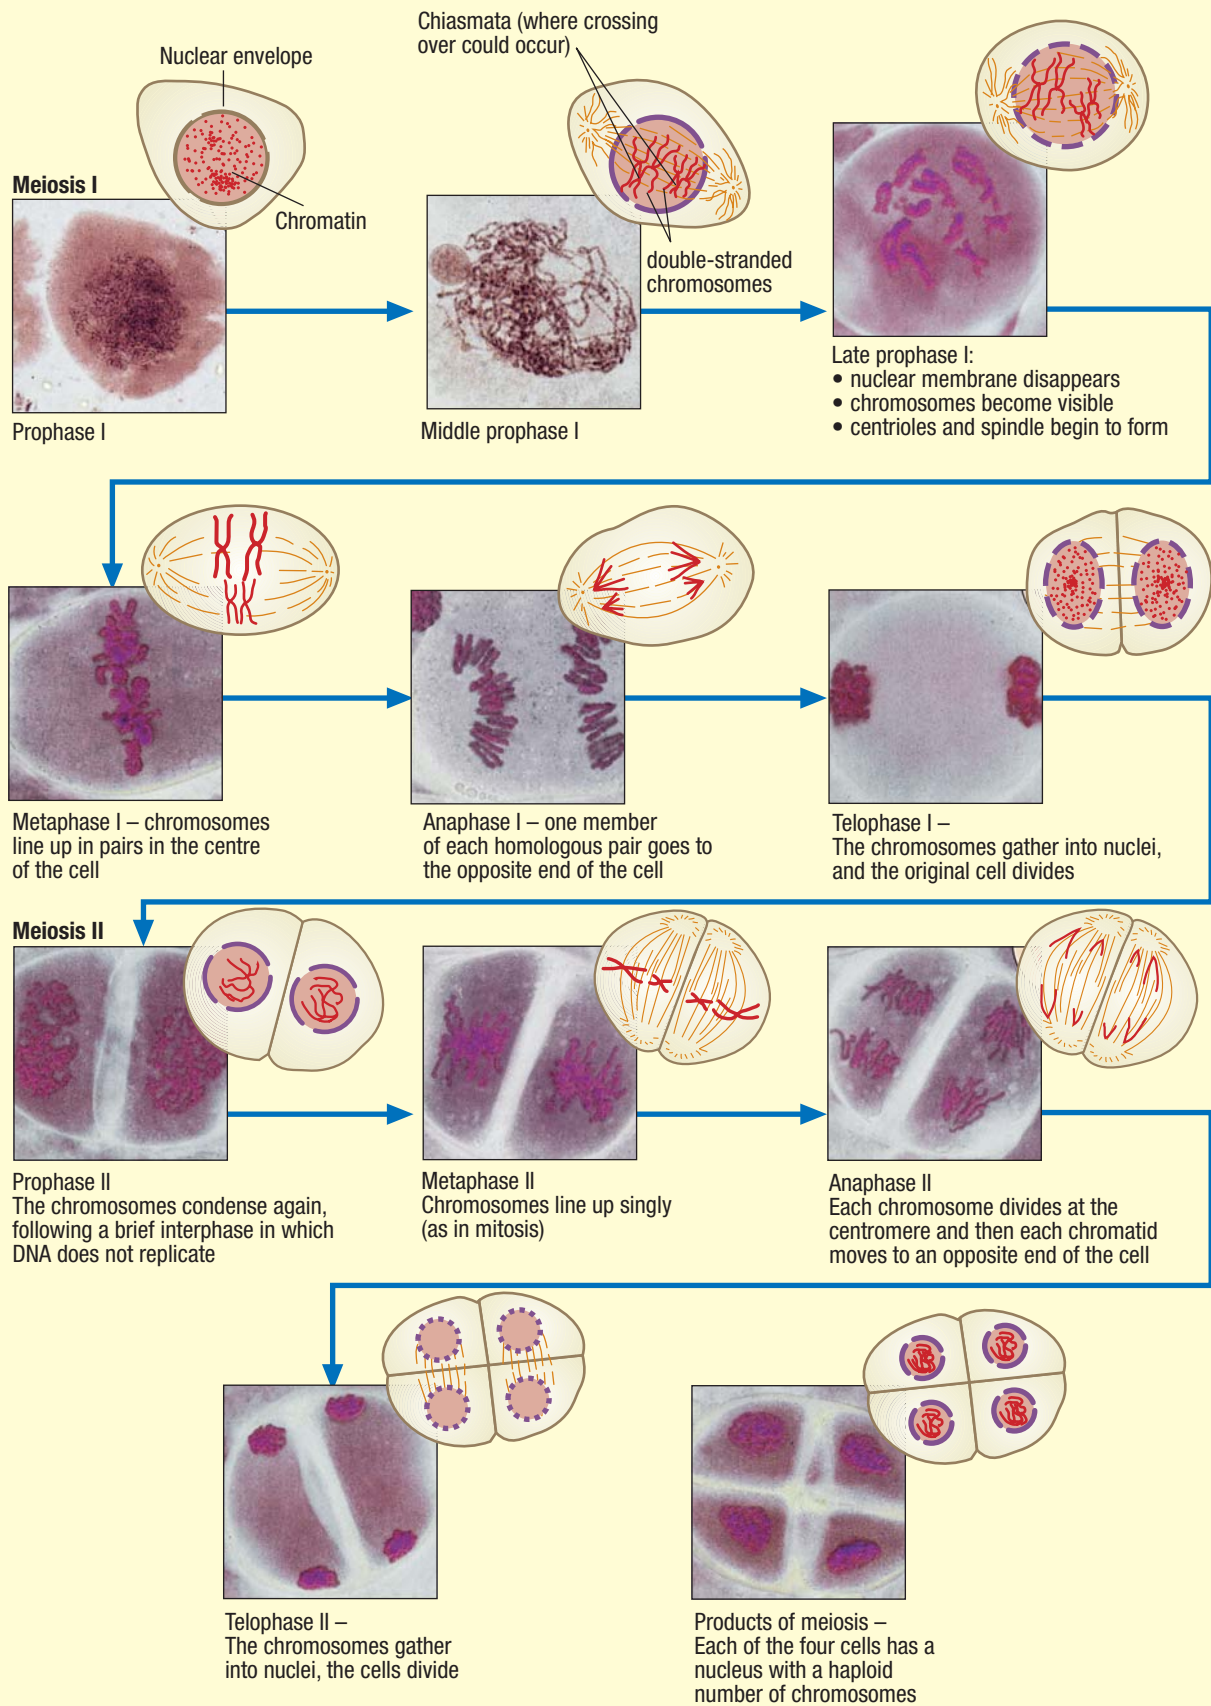 Chiasmata (where crossing
over could occur)
Nuclear envelope
Meiosis I
Chromatin
double-stranded
chromosomes
Prophase I
Middle prophase I
Late prophase I:
• nuclear membrane disappears
• chromosomes become visible
• centrioles and spindle begin to form
Metaphase I – chromosomes
line up in pairs in the centre
of the cell
Anaphase I – one member
of each homologous pair goes to
the opposite end of the cell
Telophase I –
The chromosomes gather into nuclei,
and the original cell divides
Meiosis II
Prophase II
The chromosomes condense again,
following a brief interphase in which
DNA does not replicate
Metaphase II
Chromosomes line up singly
(as in mitosis)
Anaphase II
Each chromosome divides at the
centromere and then each chromatid
moves to an opposite end of the cell
Telophase II –
The chromosomes gather
into nuclei, the cells divide
Products of meiosis –
Each of the four cells has a
nucleus with a haploid
number of chromosomes